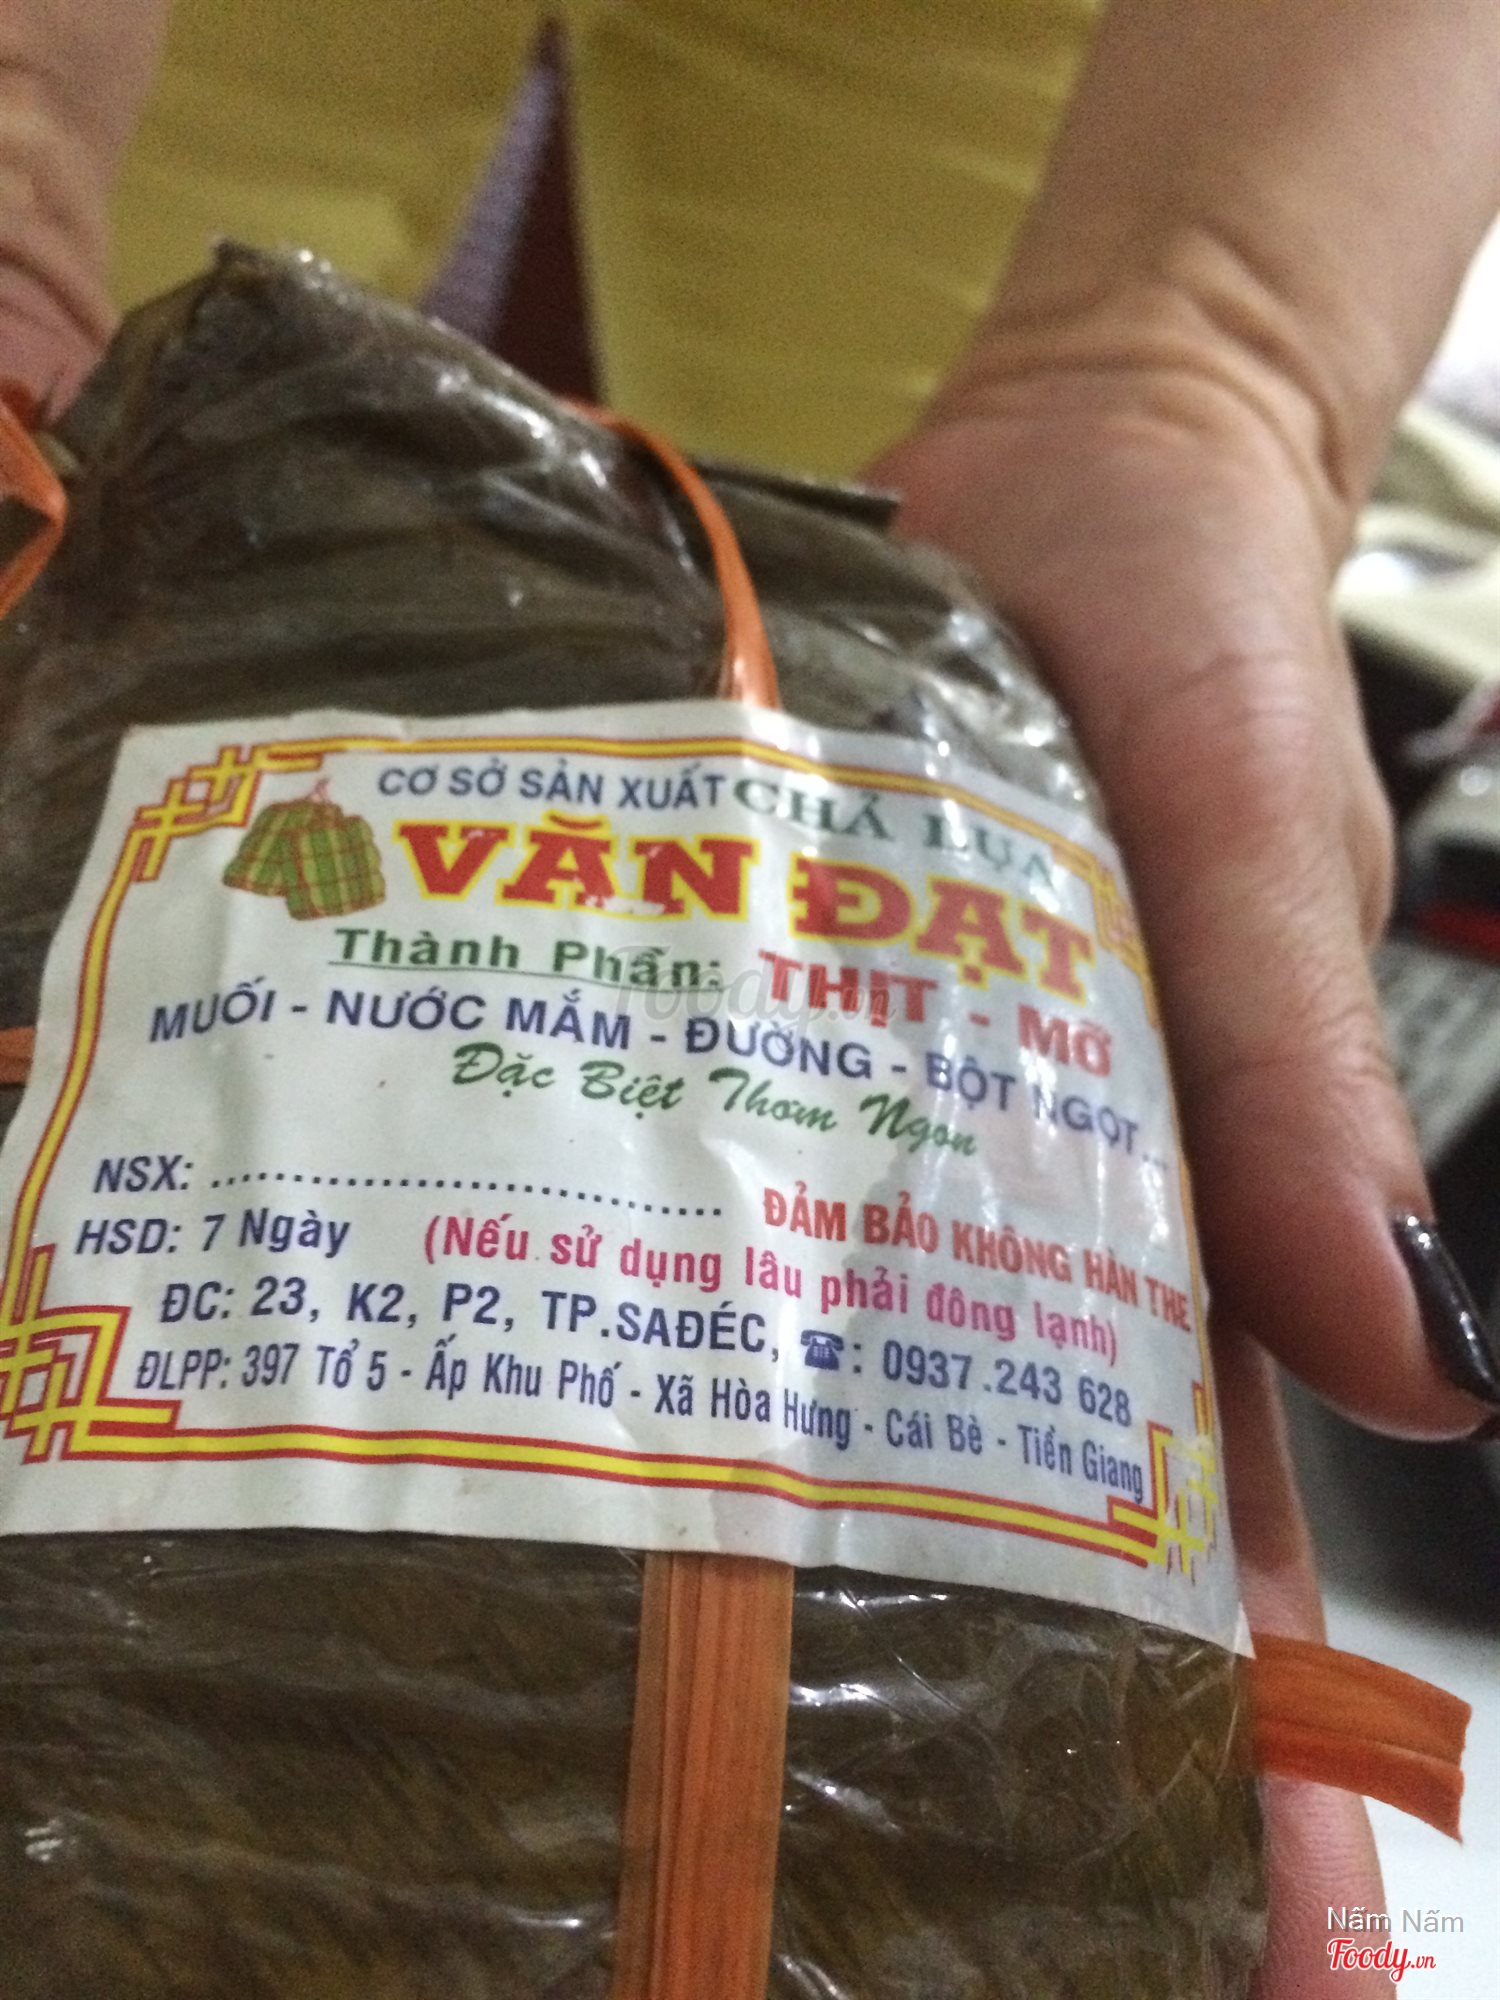 CƠ SỞ SẢN XUẤT CHẢ LỤA
VĂN ĐẠT
Thành Phần: THỊT - MỠ
MUỐI - NƯỚC MẮM - ĐƯỜNG - BỘT NGỌT...
Đặc Biệt Thơm Ngon
NSX: ................................ ĐẢM BẢO KHÔNG HÀN THE
HSD: 7 Ngày (Nếu sử dụng lâu phải đông lạnh)
ĐC: 23, K2, P2, TP.SAĐÉC, ☎: 0937.243 628
ĐLPP: 397 Tổ 5 - Ấp Khu Phố - Xã Hòa Hưng - Cái Bè - Tiền Giang
Foody.vn
Nấm Nấm
Foody.vn